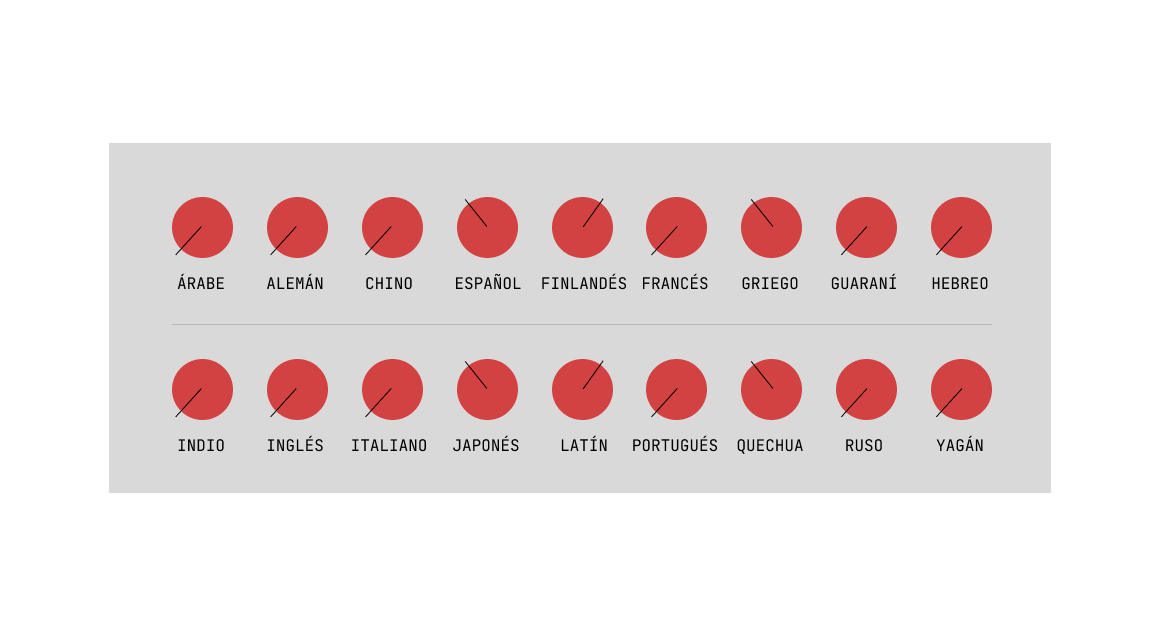 ÁRABE ALEMÁN CHINO ESPAÑOL FINLANDÉS FRANCÉS GRIEGO GUARANÍ HEBREO
INDIO INGLÉS ITALIANO JAPONÉS LATÍN PORTUGUÉS QUECHUA RUSO YAGÁN